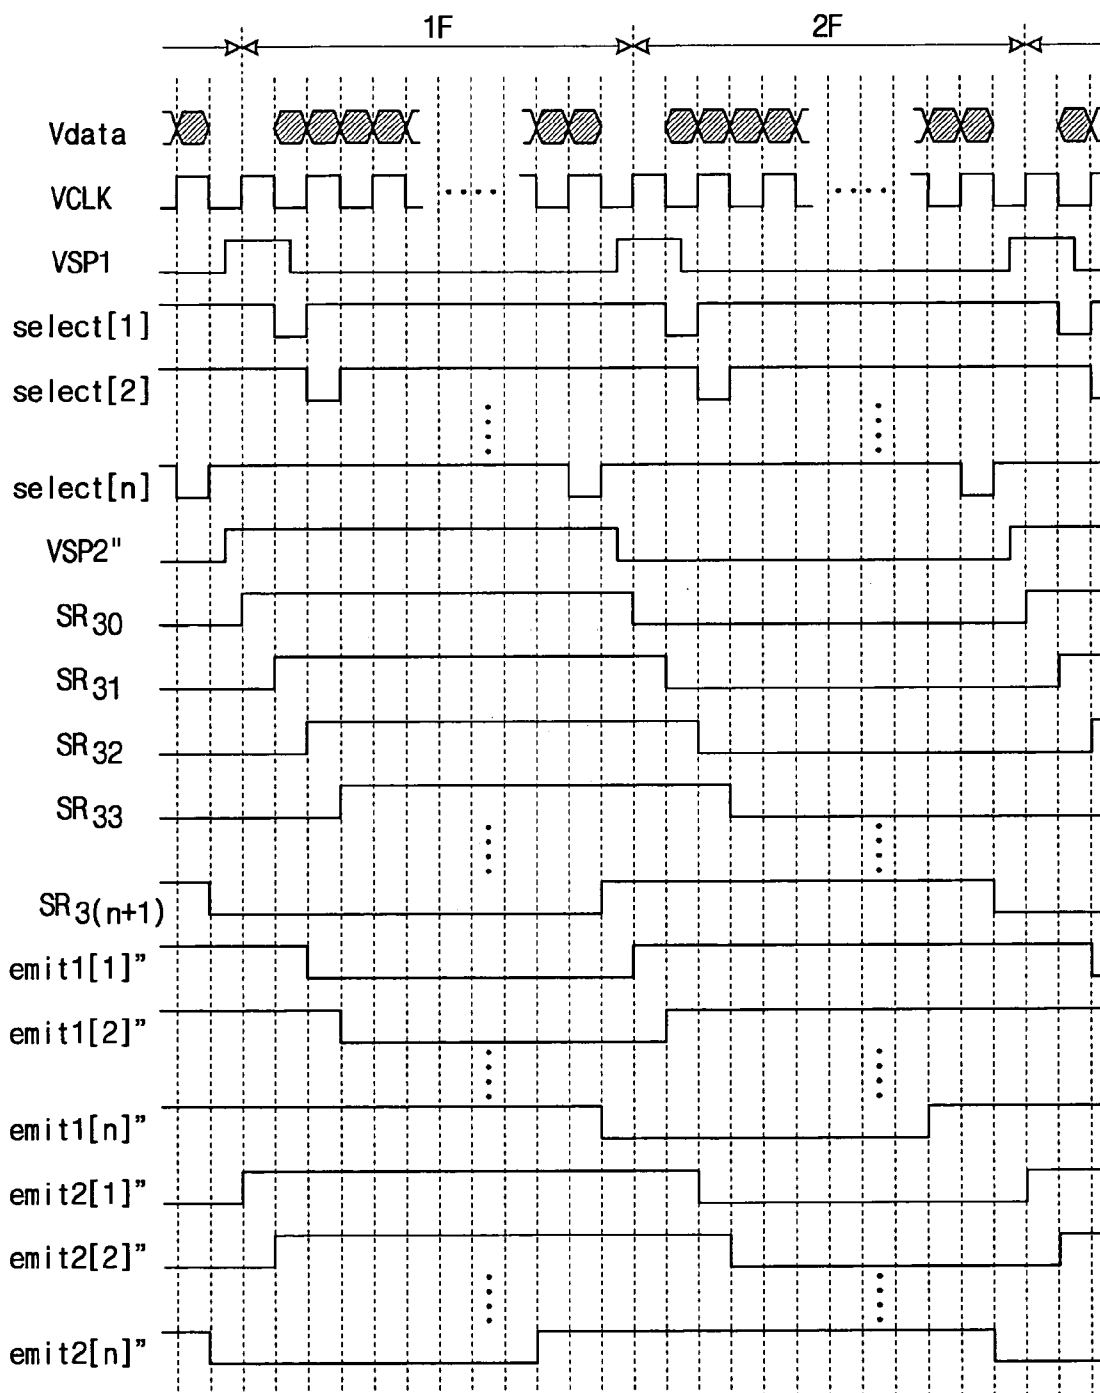 1F 2F
Vdata
VCLK
VSP1
select[1]
select[2]
select[n]
VSP2"
SR30
SR31
SR32
SR33
SR3(n+1)
emit1[1]”
emit1[2]”
emit1[n]”
emit2[1]”
emit2[2]”
emit2[n]”